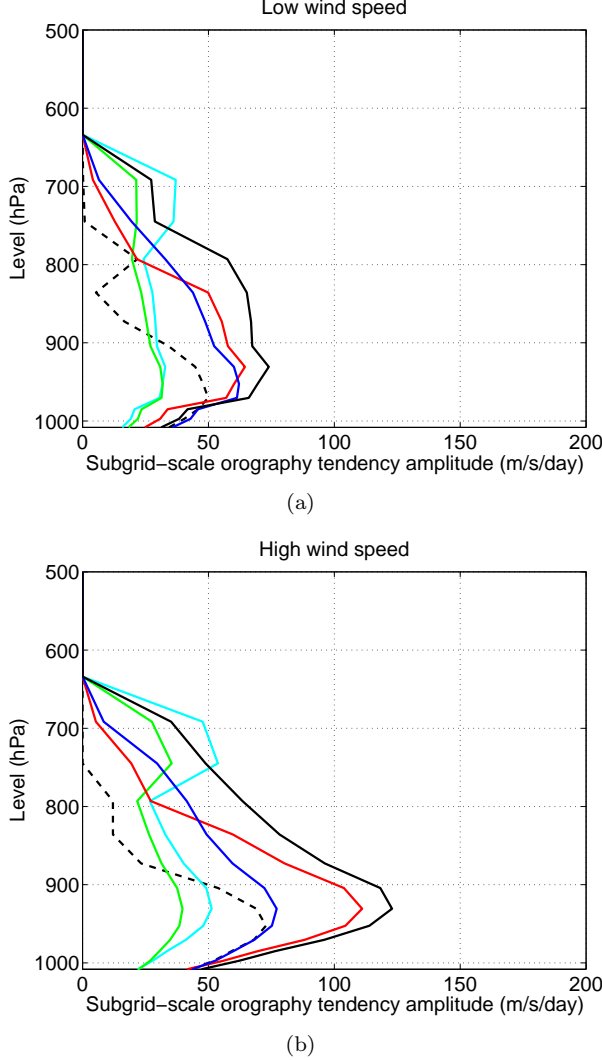 Low wind speed
500
600
700
800
900
1000
Level (hPa)
0
50
100
150
200
Subgrid−scale orography tendency amplitude (m/s/day)
(a)
High wind speed
500
600
700
800
900
1000
Level (hPa)
0
50
100
150
200
Subgrid−scale orography tendency amplitude (m/s/day)
(b)